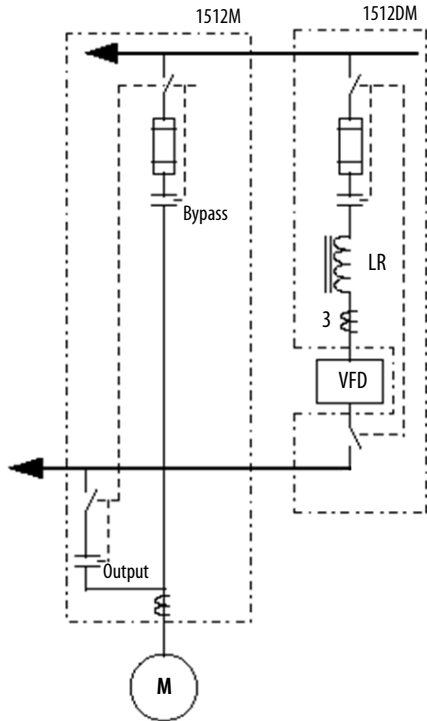 1512M
1512DM
Bypass
LR
3
VFD
Output
M